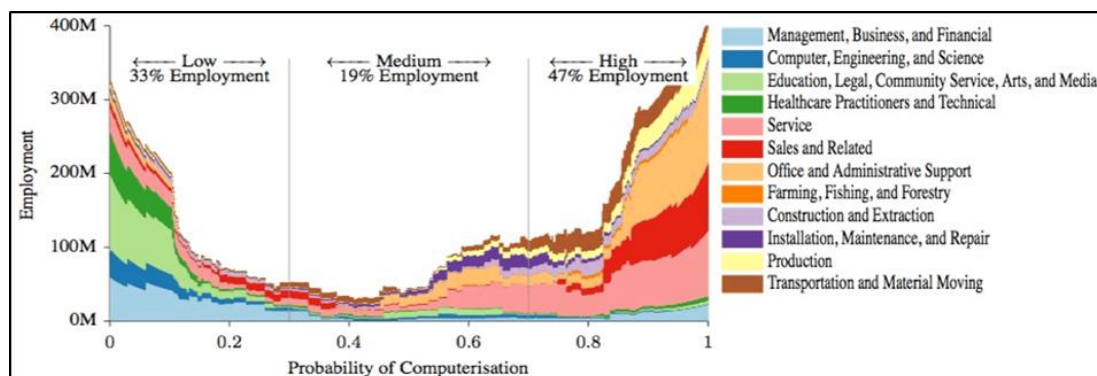 400M
300M
200M
100M
0M
Employment
0
0.2
0.4
0.6
0.8
1
Probability of Computerisation
← Low →
33% Employment
← Medium →
19% Employment
← High →
47% Employment
Management, Business, and Financial
Computer, Engineering, and Science
Education, Legal, Community Service, Arts, and Media
Healthcare Practitioners and Technical
Service
Sales and Related
Office and Administrative Support
Farming, Fishing, and Forestry
Construction and Extraction
Installation, Maintenance, and Repair
Production
Transportation and Material Moving